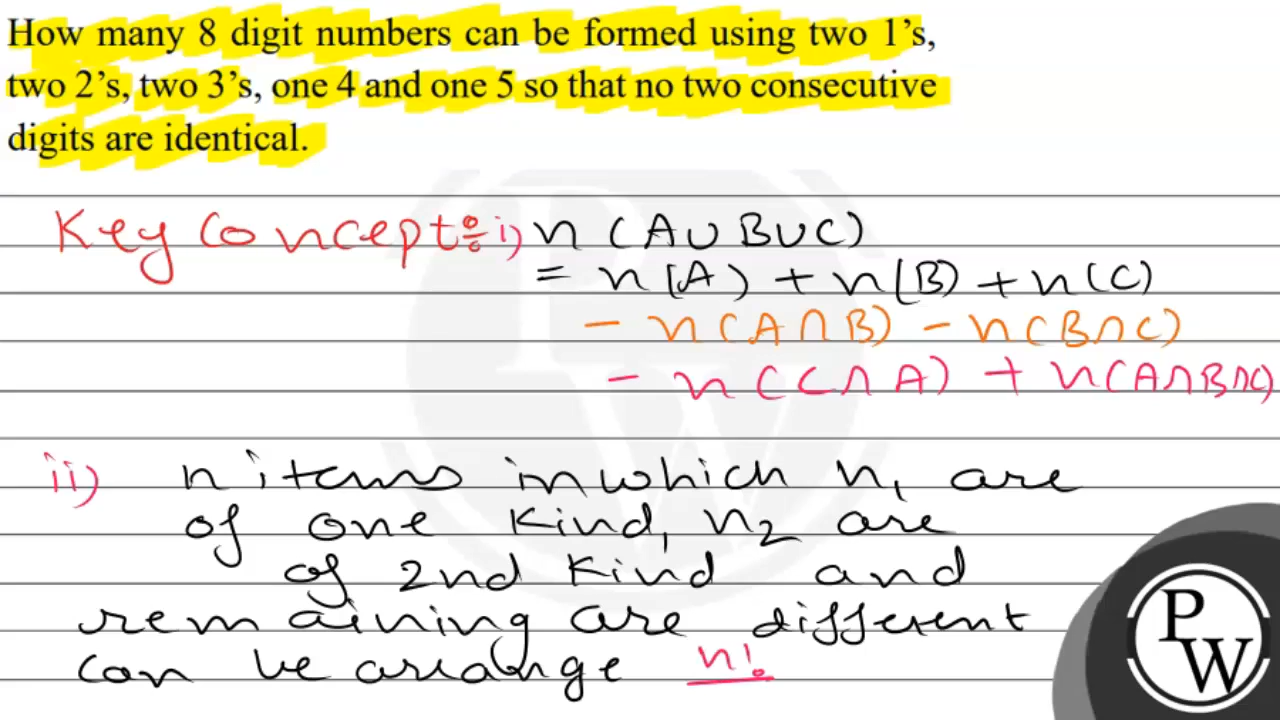 How many 8 digit numbers can be formed using two 1's,
two 2's, two 3's, one 4 and one 5 so that no two consecutive
digits are identical.
Key Concept: i) n (A∪B∪C)
= n(A) + n(B) + n(C)
- n(A∩B) - n(B∩C)
- n(C∩A) + n(A∩B∩C)
ii) n items in which n₁ are
of one kind, n₂ are
of 2nd kind and
remaining are different
can be arrange n!
PW
PW